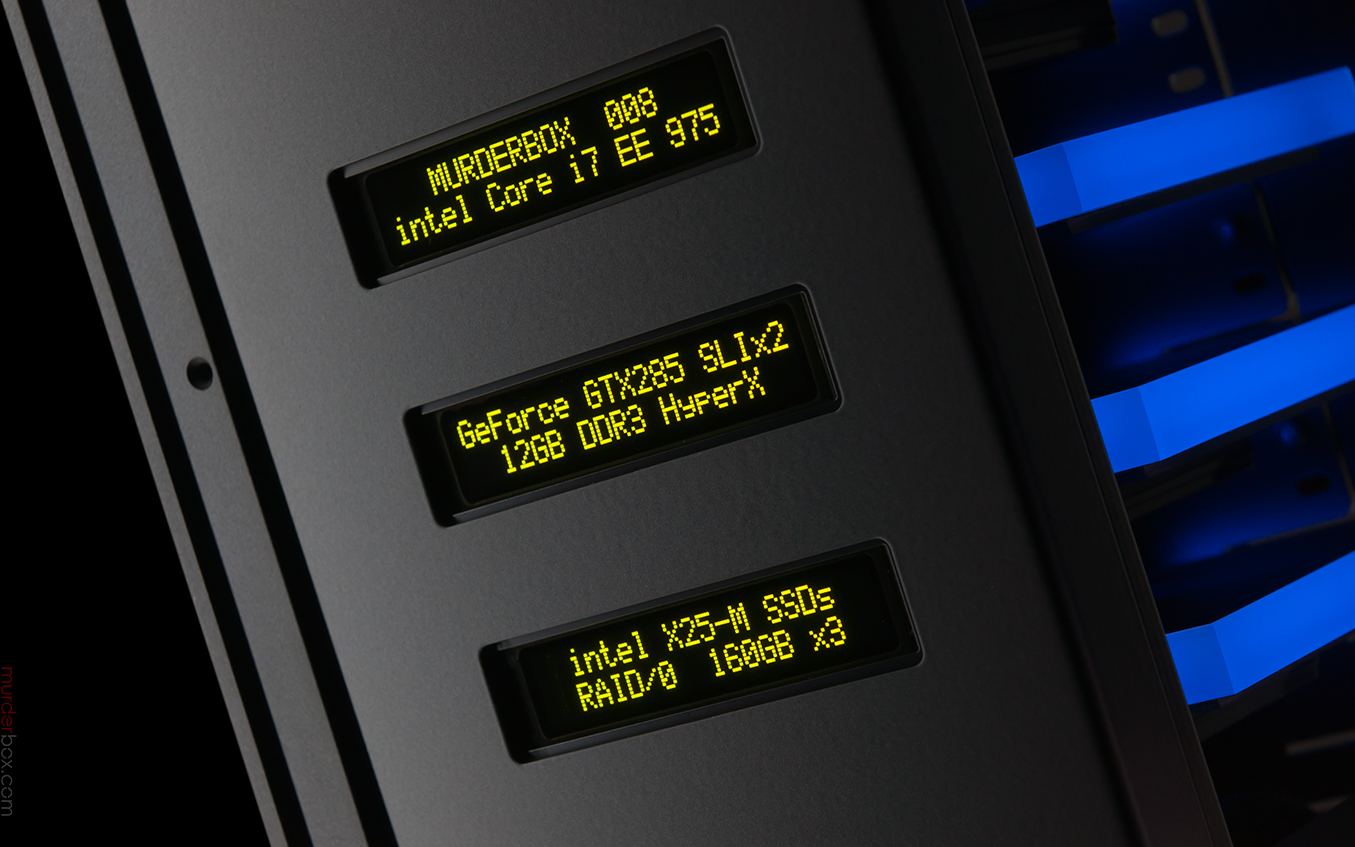 MURDERBOX 008
intel Core i7 EE 975
GeForce GTX285 SLIx2
12GB DDR3 HyperX
intel X25-M SSDs
RAID/0 160GB x3
murderbox.com